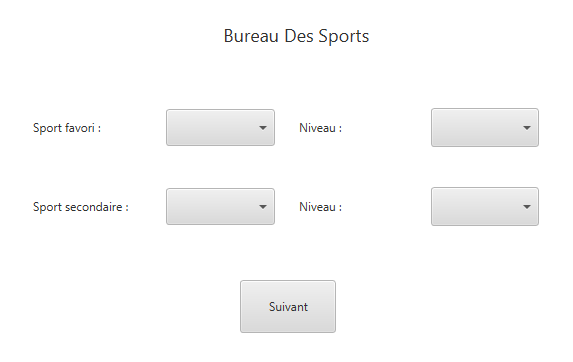 Bureau Des Sports
Sport favori : Niveau :
Sport secondaire : Niveau :
Suivant